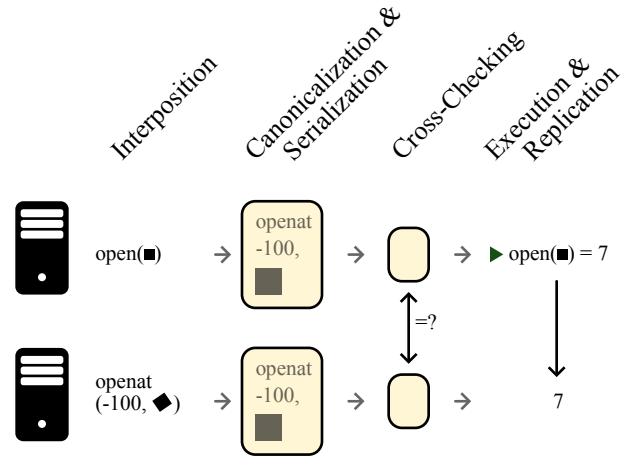 Interposition
Canonicalization &
Serialization
Cross-Checking
Execution &
Replication
open(■)
openat
-100,
open(■) = 7
=?
openat
(-100, ◆)
openat
-100,
7